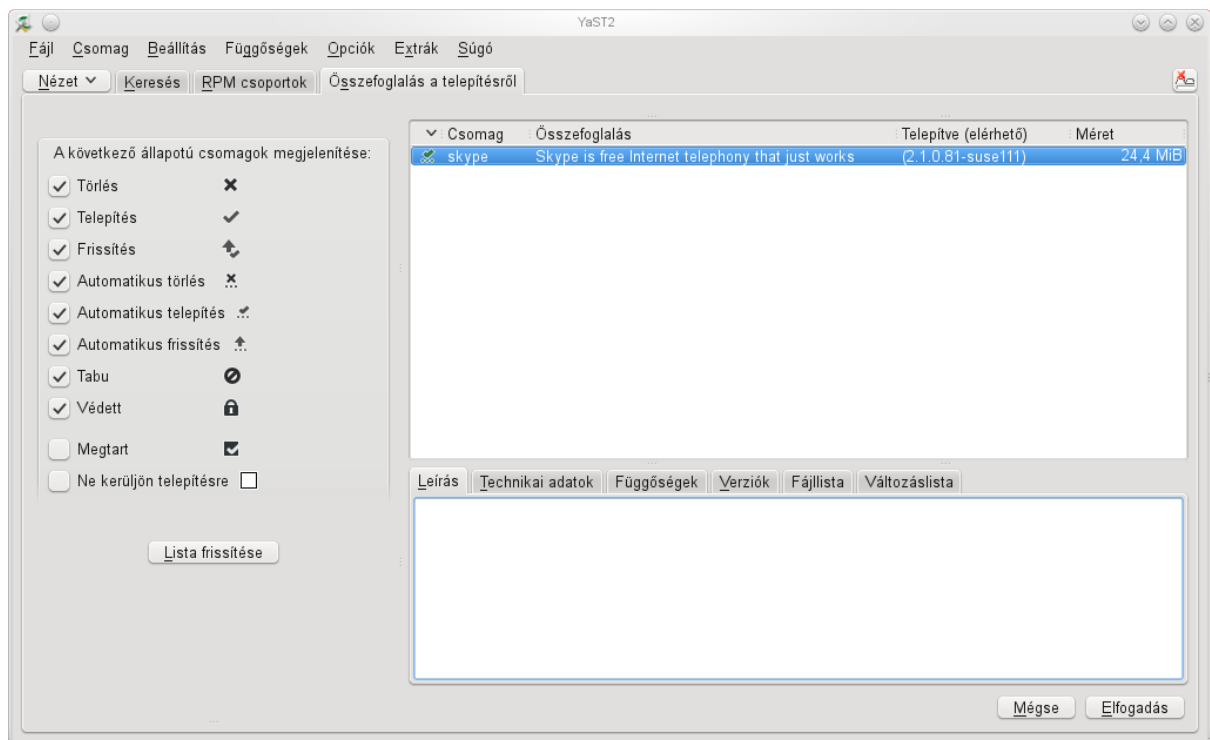 YaST2
Fájl Csomag Beállítás Függőségek Opciók Extrák Súgó
Nézet Keresés RPM csoportok Összefoglalás a telepítésről
A következő állapotú csomagok megjelenítése:
Törlés
Telepítés
Frissítés
Automatikus törlés
Automatikus telepítés
Automatikus frissítés
Tabu
Védett
Megtart
Ne kerüljön telepítésre
Lista frissítése
Csomag Összefoglalás Telepítve (elérhető) Méret
skype Skype is free Internet telephony that just works (2.1.0.81-suse111) 24,4 MiB
Leírás Technikai adatok Függőségek Verziók Fájllista Változáslista
Mégse Elfogadás